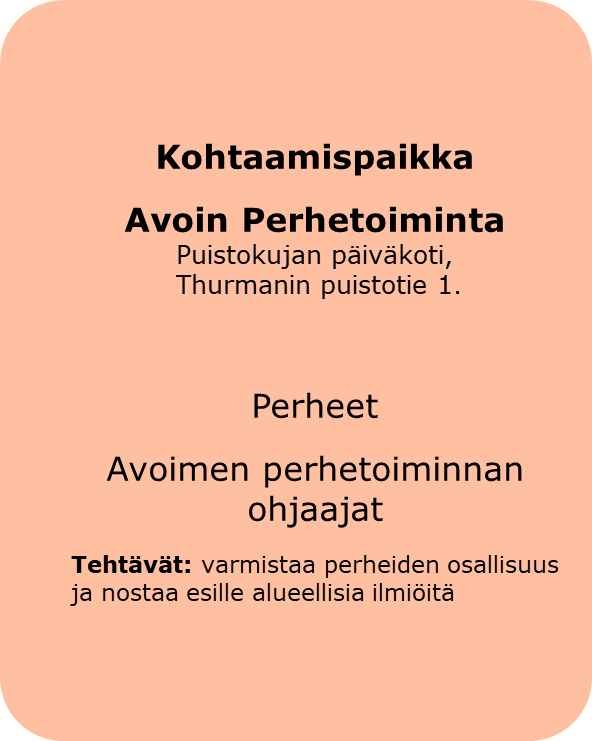 Kohtaamispaikka
Avoin Perhetoiminta
Puistokujan päiväkoti,
Thurmanin puistotie 1.
Perheet
Avoimen perhetoiminnan
ohjaajat
Tehtävät: varmistaa perheiden osallisuus
ja nostaa esille alueellisia ilmiöitä